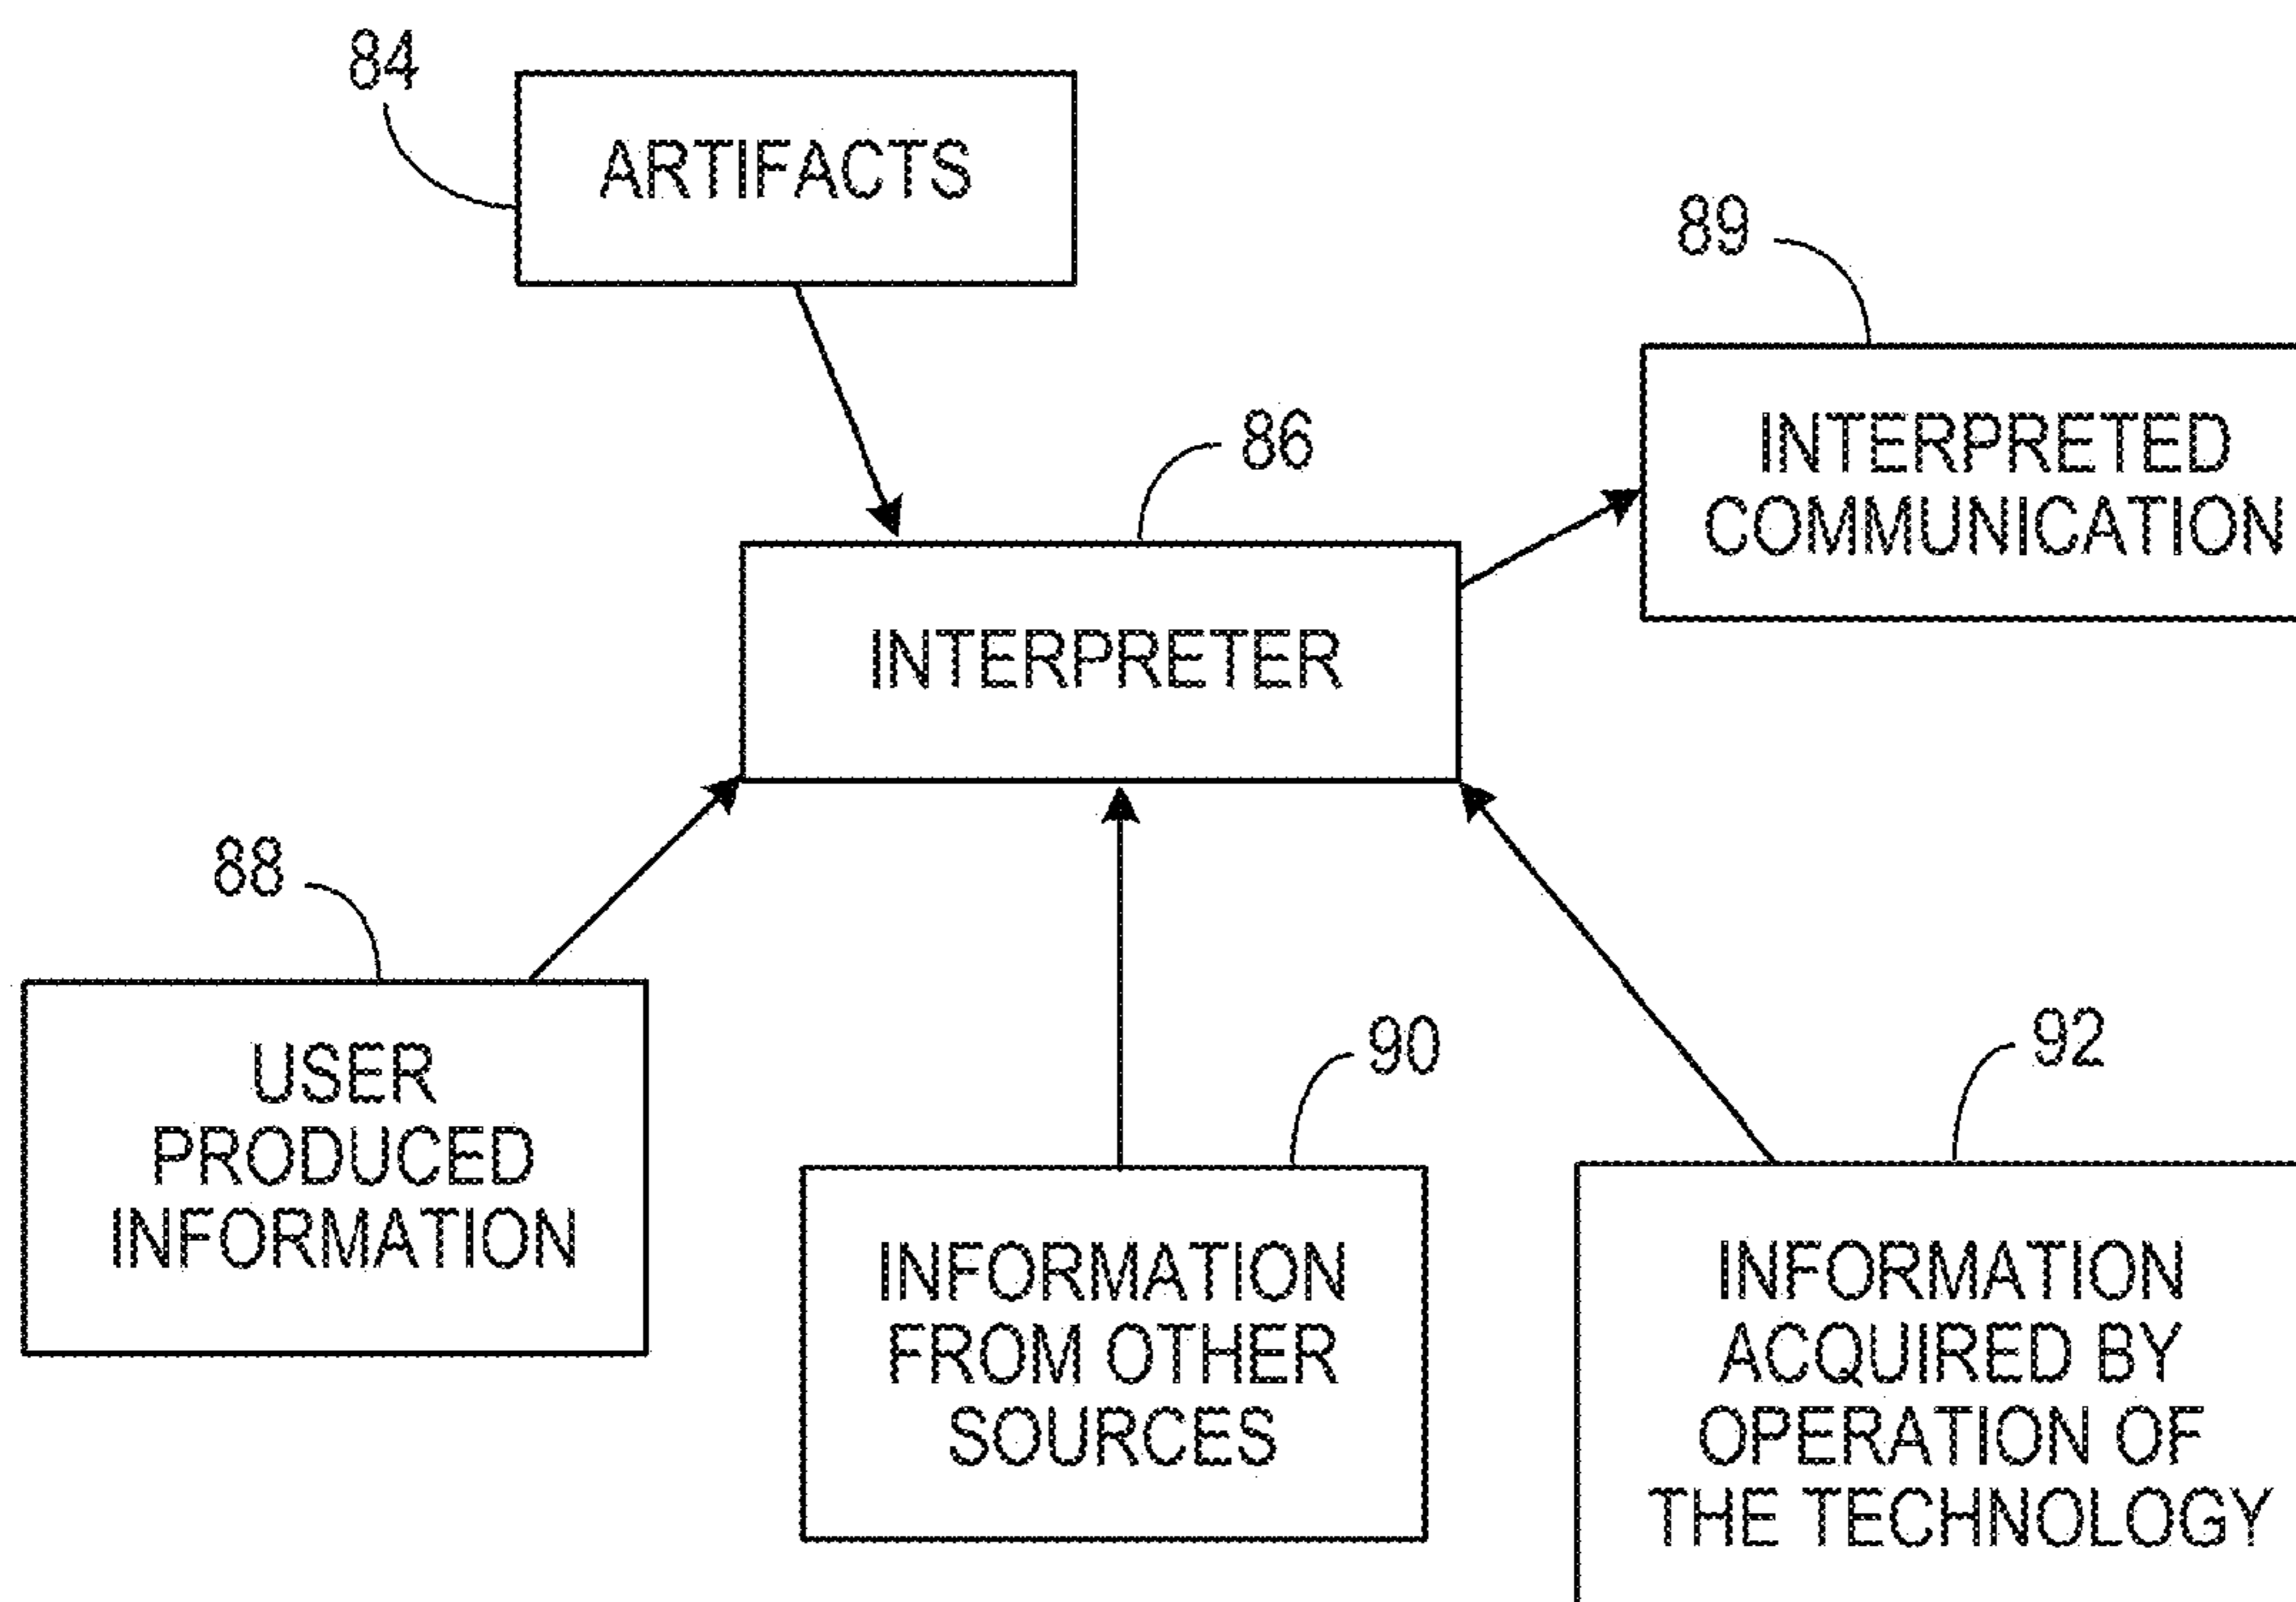 84
ARTIFACTS
89
INTERPRETED
COMMUNICATION
86
INTERPRETER
88
USER
PRODUCED
INFORMATION
90
INFORMATION
FROM OTHER
SOURCES
92
INFORMATION
ACQUIRED BY
OPERATION OF
THE TECHNOLOGY